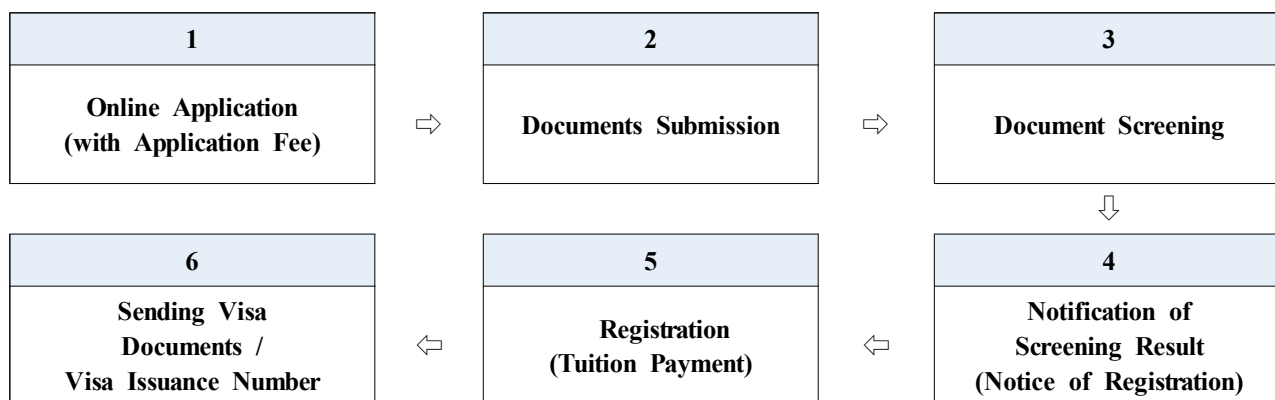 1
Online Application
(with Application Fee)
⇨
2
Documents Submission
⇨
3
Document Screening
⇩
4
Notification of
Screening Result
(Notice of Registration)
⇦
5
Registration
(Tuition Payment)
⇦
6
Sending Visa
Documents /
Visa Issuance Number